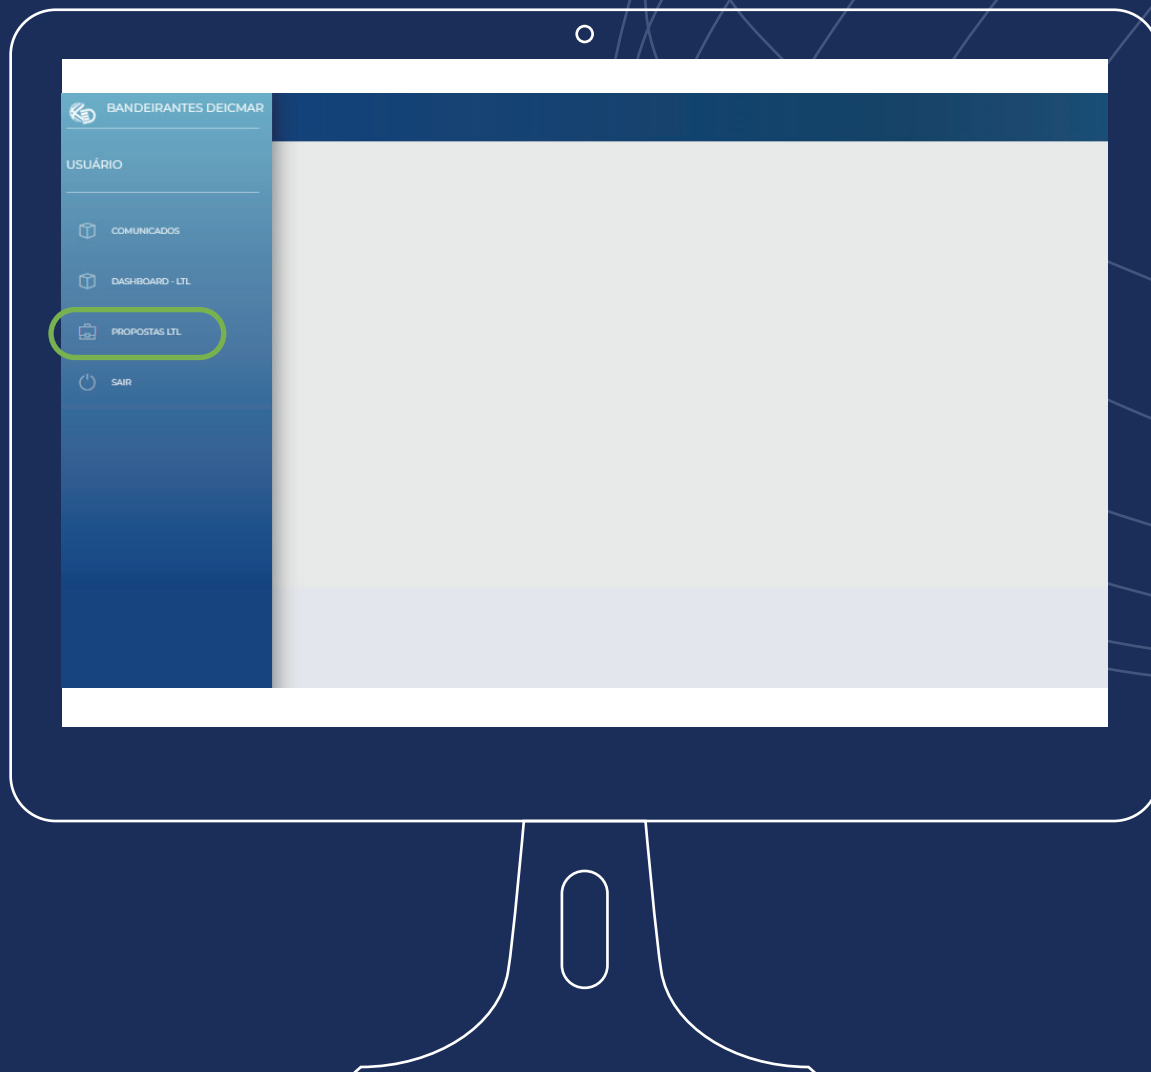 BANDEIRANTES DEICMAR
USUÁRIO
COMUNICADOS
DASHBOARD - LTL
PROPOSTAS LTL
SAIR